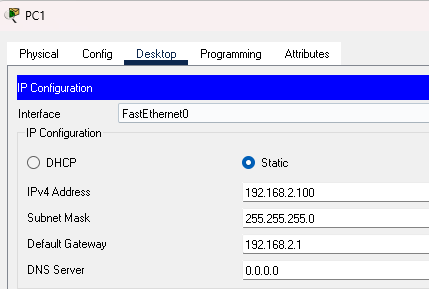 PC1
Physical Config Desktop Programming Attributes
IP Configuration
Interface FastEthernet0
IP Configuration
DHCP Static
IPv4 Address 192.168.2.100
Subnet Mask 255.255.255.0
Default Gateway 192.168.2.1
DNS Server 0.0.0.0